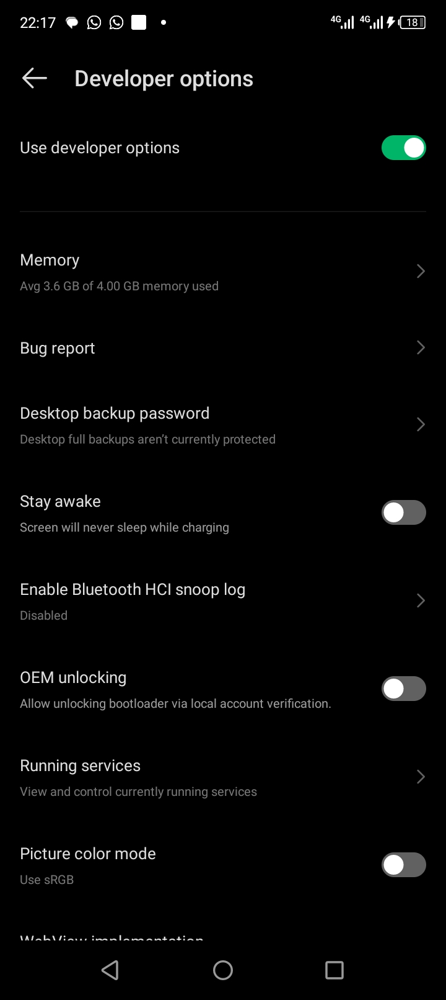 22:17 4G 4G 18
Developer options
Use developer options
Memory
Avg 3.6 GB of 4.00 GB memory used
Bug report
Desktop backup password
Desktop full backups aren't currently protected
Stay awake
Screen will never sleep while charging
Enable Bluetooth HCI snoop log
Disabled
OEM unlocking
Allow unlocking bootloader via local account verification.
Running services
View and control currently running services
Picture color mode
Use sRGB
WebView implementation